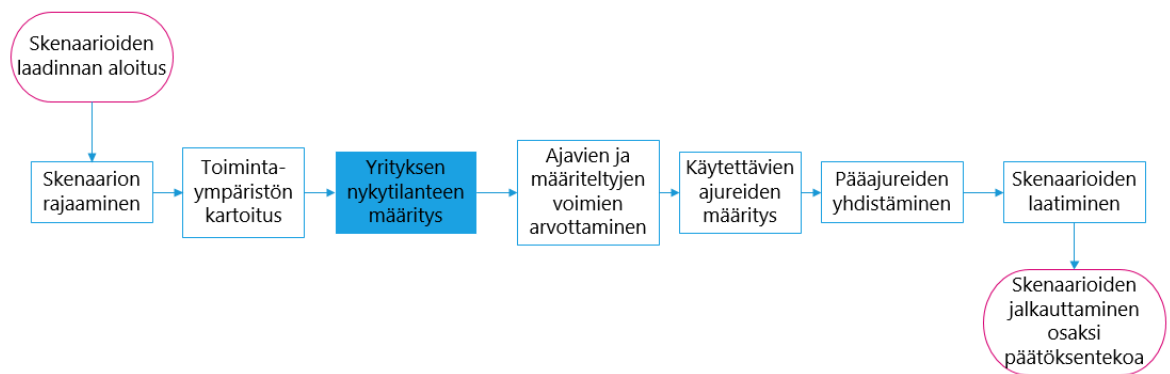 Skenaarioiden
laadinnan aloitus
Skenaarion
rajaaminen
Toiminta-
ympäristön
kartoitus
Yrityksen
nykytilanteen
määritys
Ajavien ja
määriteltyjen
voimien
arvottaminen
Käytettävien
ajureiden
määritys
Pääajureiden
yhdistäminen
Skenaarioiden
laatiminen
Skenaarioiden
jalkauttaminen
osaksi
päätöksentekoa